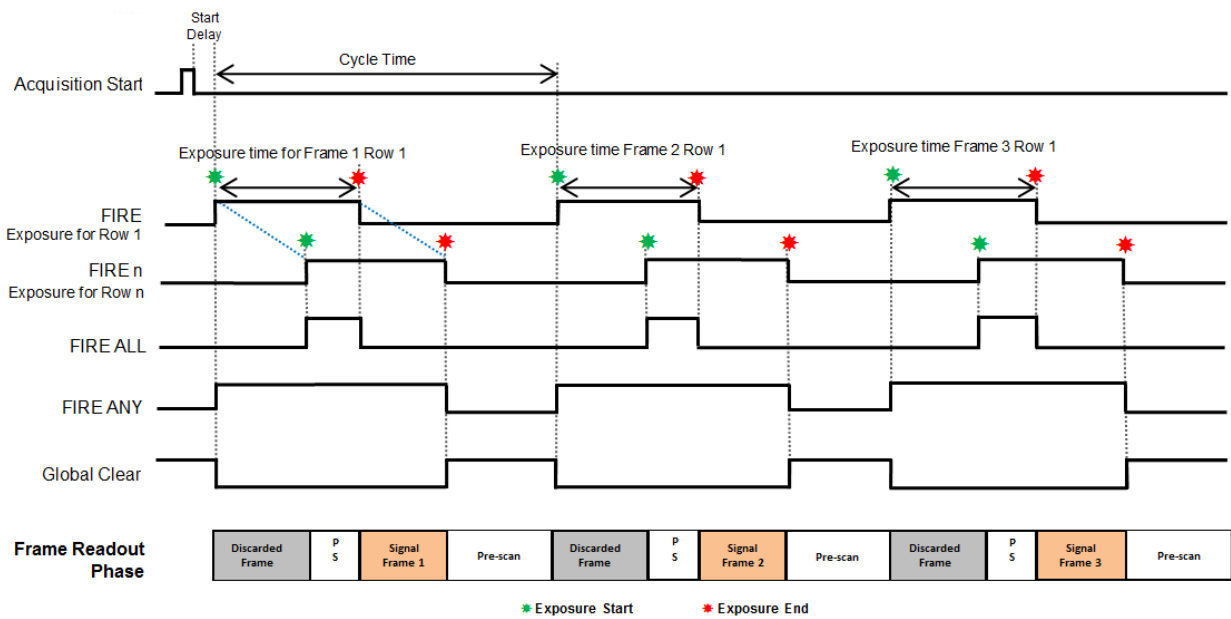 Start
Delay
Cycle Time
Acquisition Start
Exposure time for Frame 1 Row 1
Exposure time Frame 2 Row 1
Exposure time Frame 3 Row 1
FIRE
Exposure for Row 1
FIRE n
Exposure for Row n
FIRE ALL
FIRE ANY
Global Clear
Frame Readout
Phase
Discarded
Frame
P
S
Signal
Frame 1
Pre-scan
Discarded
Frame
P
S
Signal
Frame 2
Pre-scan
Discarded
Frame
P
S
Signal
Frame 3
Pre-scan
Exposure Start
Exposure End